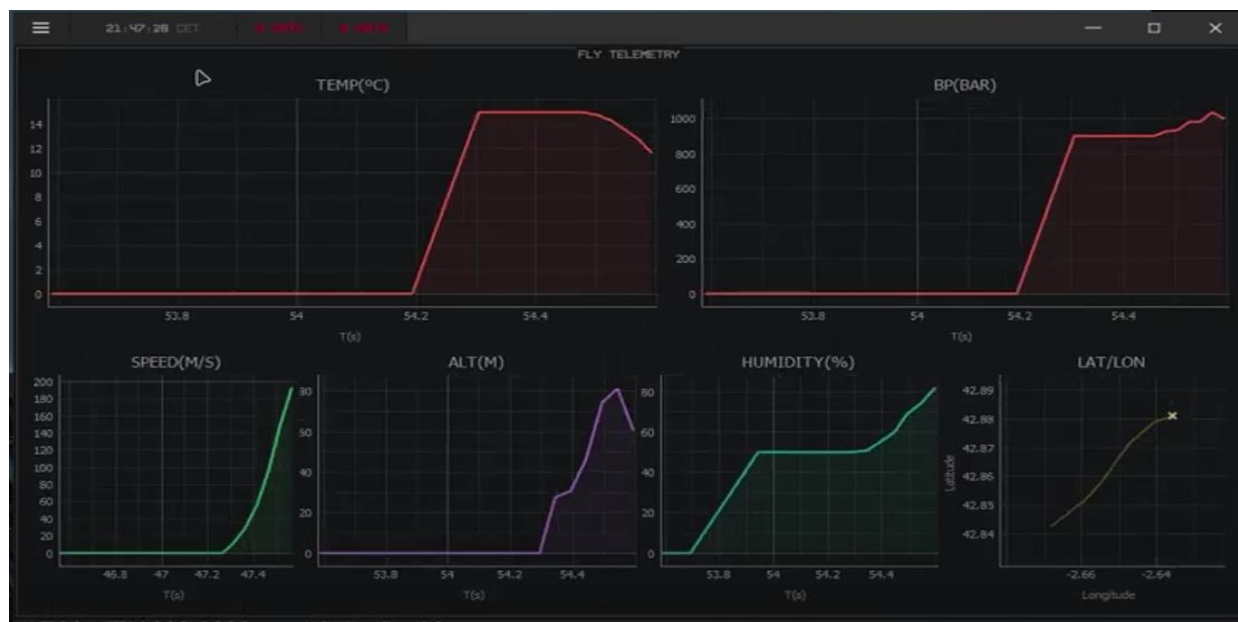 21:47:28 CET
FLY TELEMETRY
TEMP(ºC)
14
12
10
8
6
4
2
0
53.8 54 54.2 54.4
T(s)
BP(BAR)
1000
800
600
400
200
0
53.8 54 54.2 54.4
T(s)
SPEED(M/S)
200
180
160
140
120
100
80
60
40
20
0
46.8 47 47.2 47.4
T(s)
ALT(M)
80
60
40
20
0
53.8 54 54.2 54.4
T(s)
HUMIDITY(%)
80
60
40
20
0
53.8 54 54.2 54.4
T(s)
LAT/LON
42.89
42.88
42.87
42.86
42.85
42.84
Latitude
-2.66 -2.64
Longitude